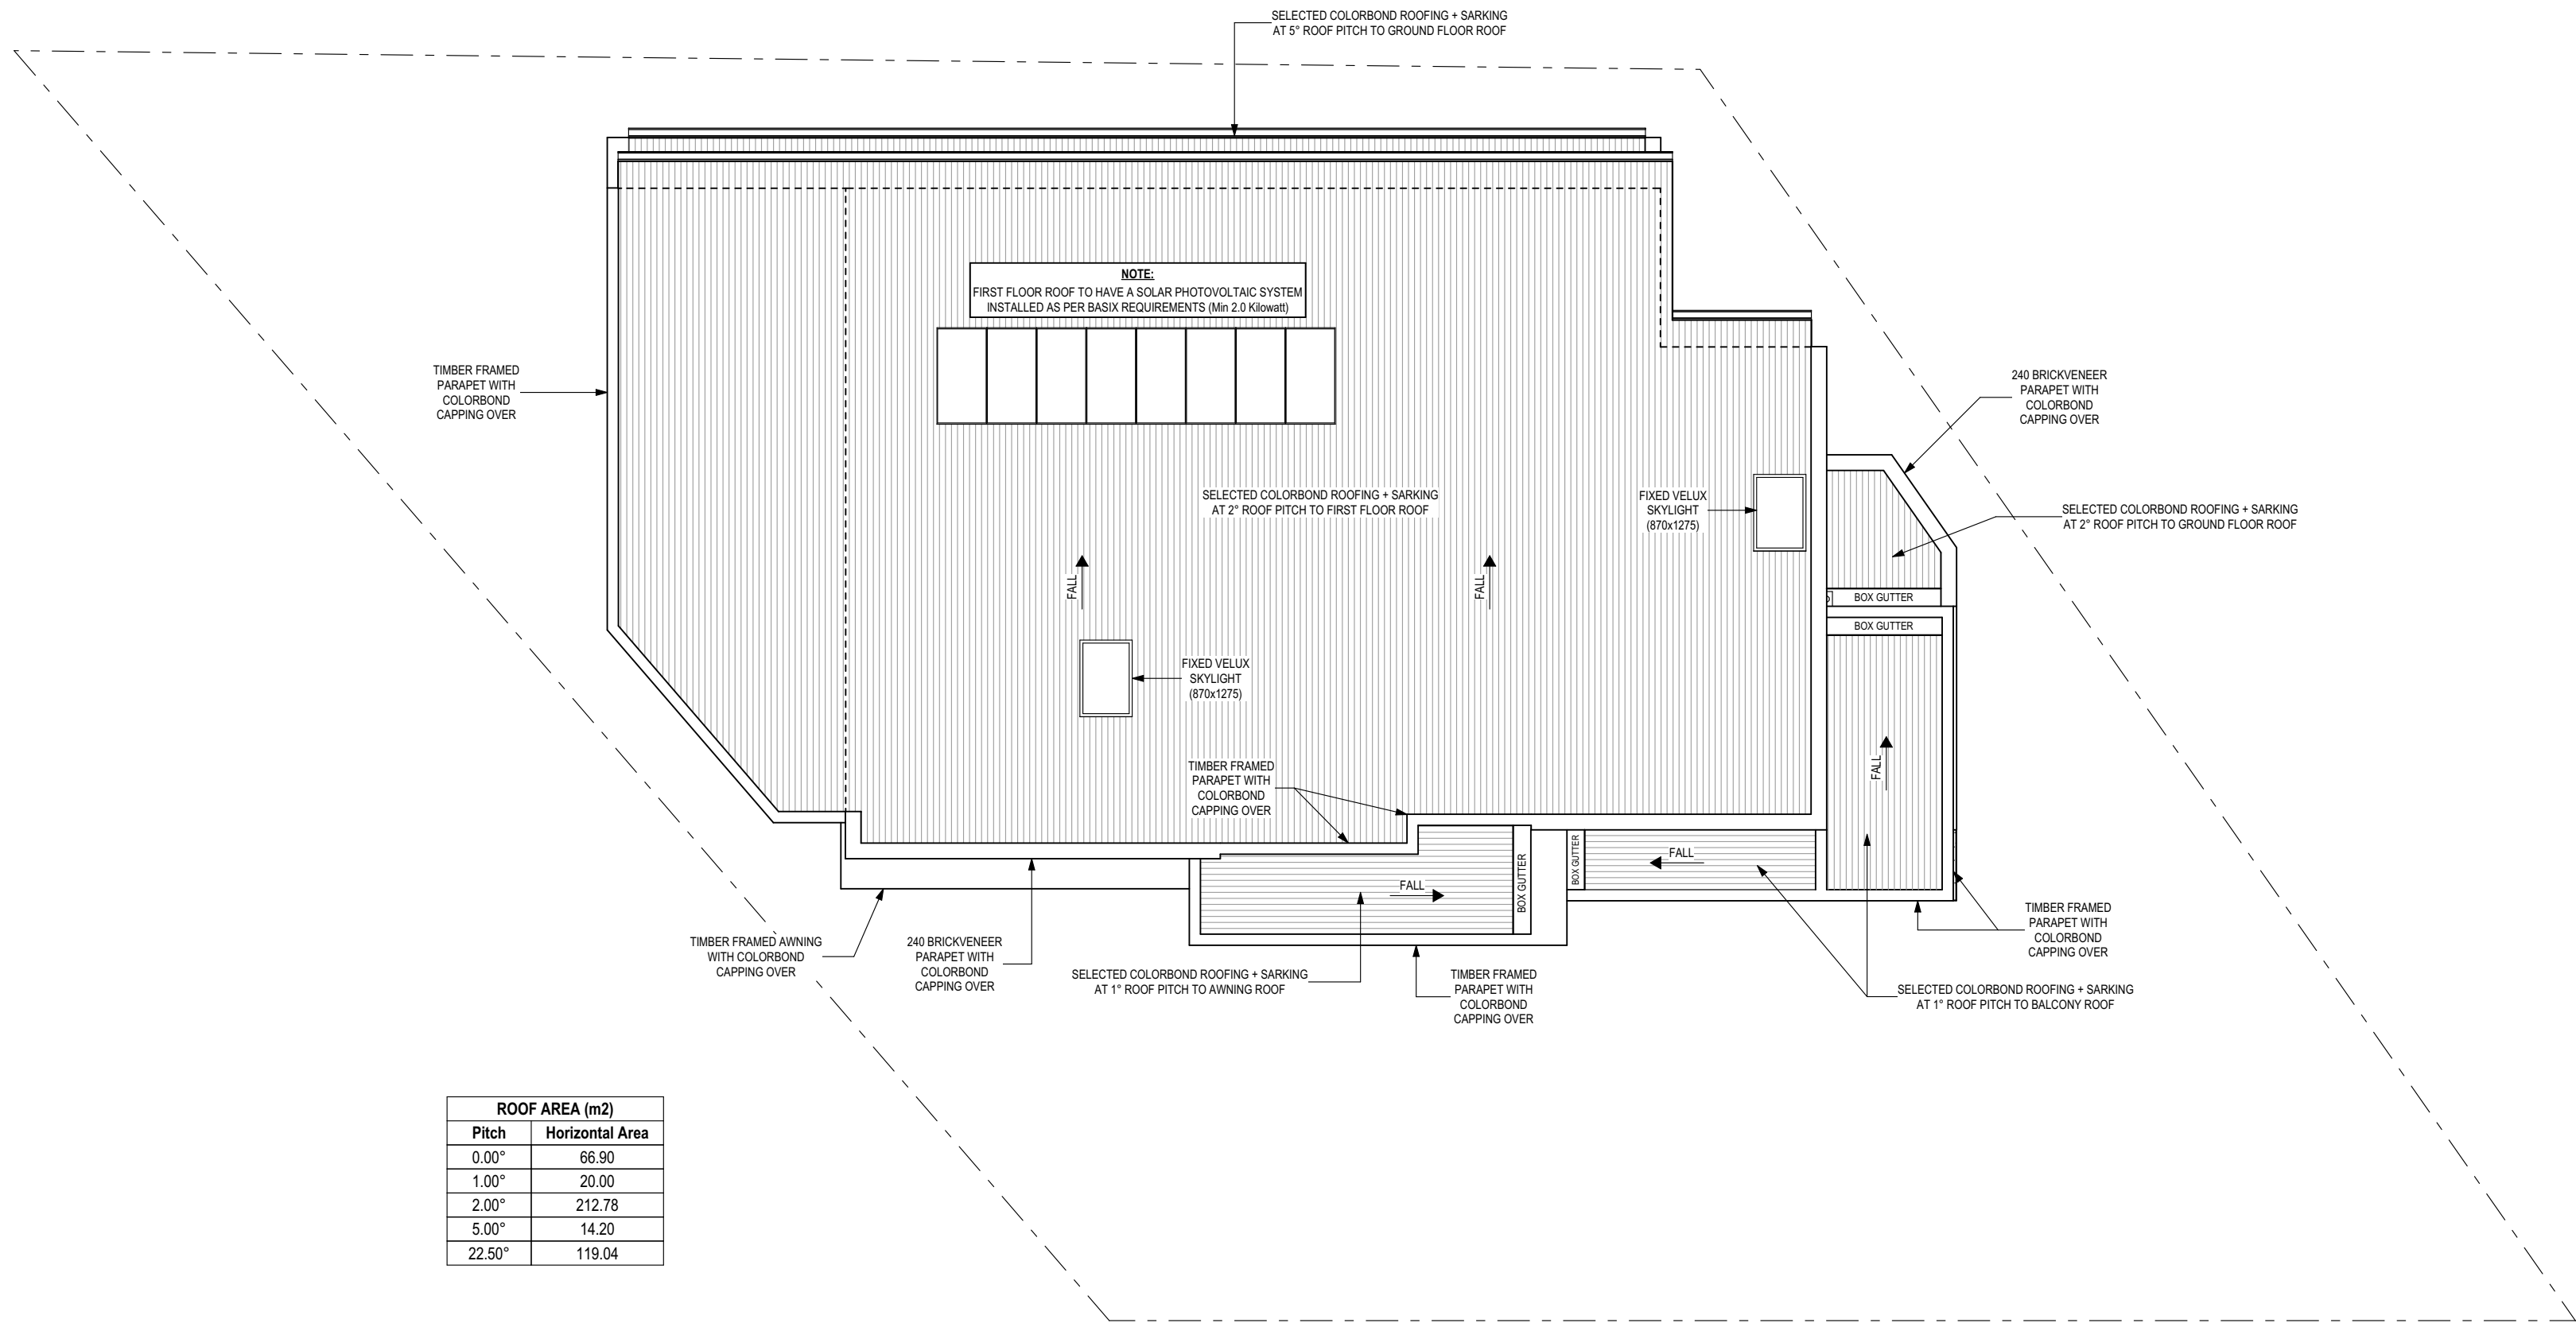 SELECTED COLORBOND ROOFING + SARKING
AT 5° ROOF PITCH TO GROUND FLOOR ROOF
NOTE:
FIRST FLOOR ROOF TO HAVE A SOLAR PHOTOVOLTAIC SYSTEM
INSTALLED AS PER BASIX REQUIREMENTS (Min 2.0 Kilowatt)
TIMBER FRAMED
PARAPET WITH
COLORBOND
CAPPING OVER
240 BRICKVENEER
PARAPET WITH
COLORBOND
CAPPING OVER
SELECTED COLORBOND ROOFING + SARKING
AT 2° ROOF PITCH TO FIRST FLOOR ROOF
FIXED VELUX
SKYLIGHT
(870x1275)
SELECTED COLORBOND ROOFING + SARKING
AT 2° ROOF PITCH TO GROUND FLOOR ROOF
FALL
FALL
BOX GUTTER
BOX GUTTER
FIXED VELUX
SKYLIGHT
(870x1275)
TIMBER FRAMED
PARAPET WITH
COLORBOND
CAPPING OVER
FALL
BOX GUTTER
BOX GUTTER
FALL
FALL
TIMBER FRAMED AWNING
WITH COLORBOND
CAPPING OVER
240 BRICKVENEER
PARAPET WITH
COLORBOND
CAPPING OVER
SELECTED COLORBOND ROOFING + SARKING
AT 1° ROOF PITCH TO AWNING ROOF
TIMBER FRAMED
PARAPET WITH
COLORBOND
CAPPING OVER
TIMBER FRAMED
PARAPET WITH
COLORBOND
CAPPING OVER
SELECTED COLORBOND ROOFING + SARKING
AT 1° ROOF PITCH TO BALCONY ROOF
ROOF AREA (m2)
Pitch Horizontal Area
0.00° 66.90
1.00° 20.00
2.00° 212.78
5.00° 14.20
22.50° 119.04